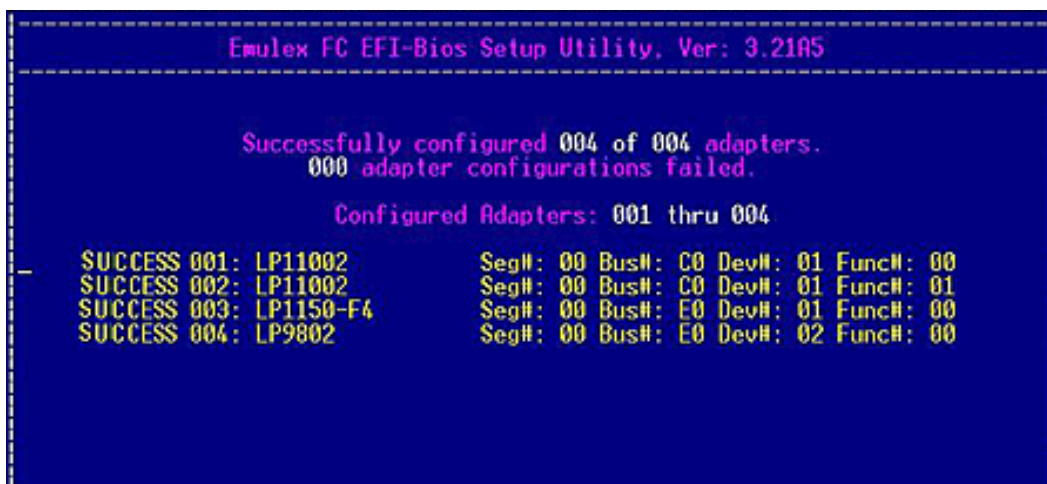 Emulex FC EFI-Bios Setup Utility, Ver: 3.21A5
Successfully configured 004 of 004 adapters.
000 adapter configurations failed.
Configured Adapters: 001 thru 004
SUCCESS 001: LP11002 Seg#: 00 Bus#: C0 Dev#: 01 Func#: 00
SUCCESS 002: LP11002 Seg#: 00 Bus#: C0 Dev#: 01 Func#: 01
SUCCESS 003: LP1150-F4 Seg#: 00 Bus#: E0 Dev#: 01 Func#: 00
SUCCESS 004: LP9802 Seg#: 00 Bus#: E0 Dev#: 02 Func#: 00